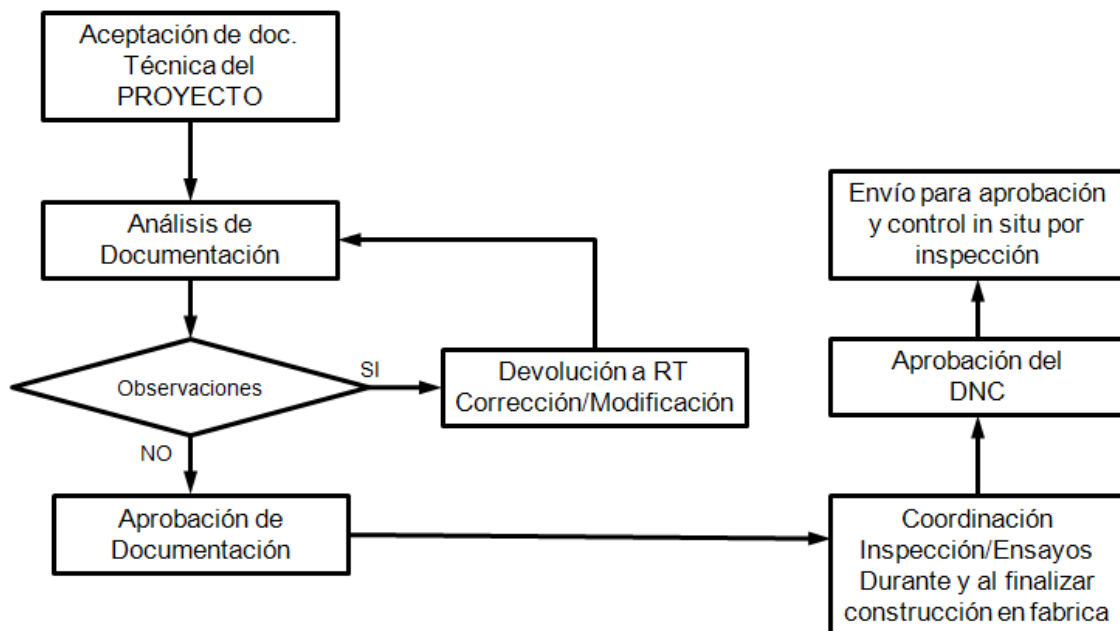 Aceptación de doc.
Técnica del
PROYECTO
Análisis de
Documentación
Observaciones
SI
Devolución a RT
Corrección/Modificación
NO
Aprobación de
Documentación
Coordinación
Inspección/Ensayos
Durante y al finalizar
construcción en fabrica
Aprobación del
DNC
Envío para aprobación
y control in situ por
inspección